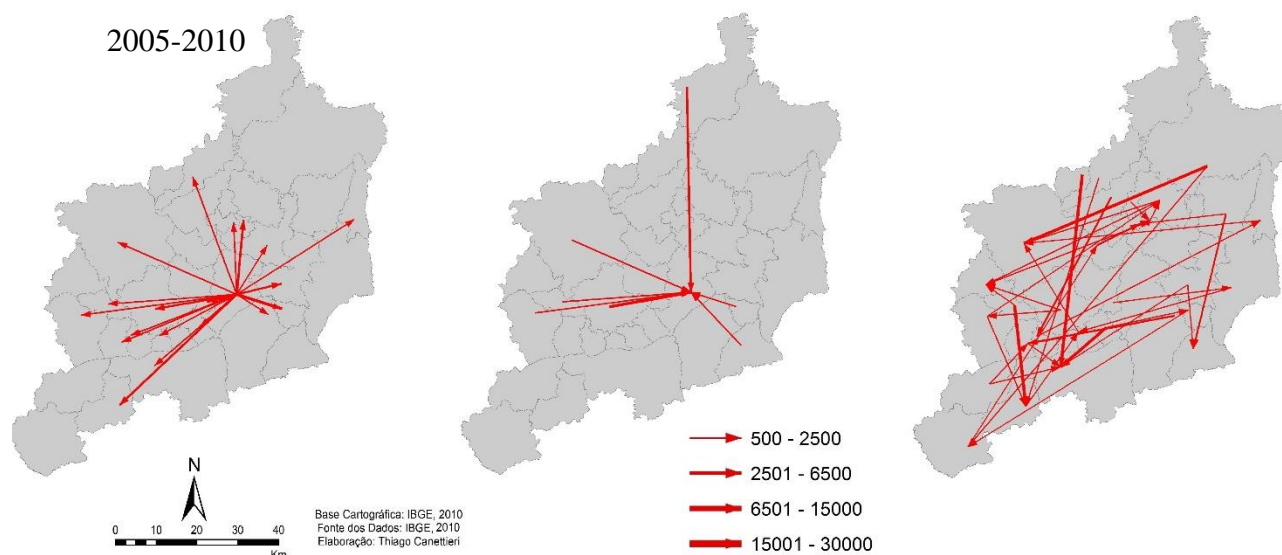 2005-2010
500 - 2500
2501 - 6500
6501 - 15000
15001 - 30000
N
0 10 20 30 40
Km
Base Cartográfica: IBGE, 2010
Fonte dos Dados: IBGE, 2010
Elaboração: Thiago Canettieri